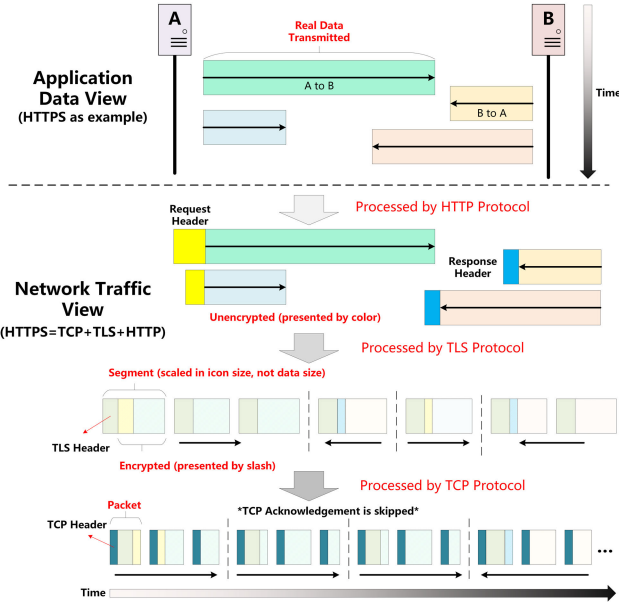 A
B
Real Data
Transmitted
Application
Data View
(HTTPS as example)
A to B
B to A
Time
Processed by HTTP Protocol
Request
Header
Response
Header
Network Traffic
View
(HTTPS=TCP+TLS+HTTP)
Unencrypted (presented by color)
Processed by TLS Protocol
Segment (scaled in icon size, not data size)
TLS Header
Encrypted (presented by slash)
Processed by TCP Protocol
Packet
*TCP Acknowledgement is skipped*
TCP Header
...
Time